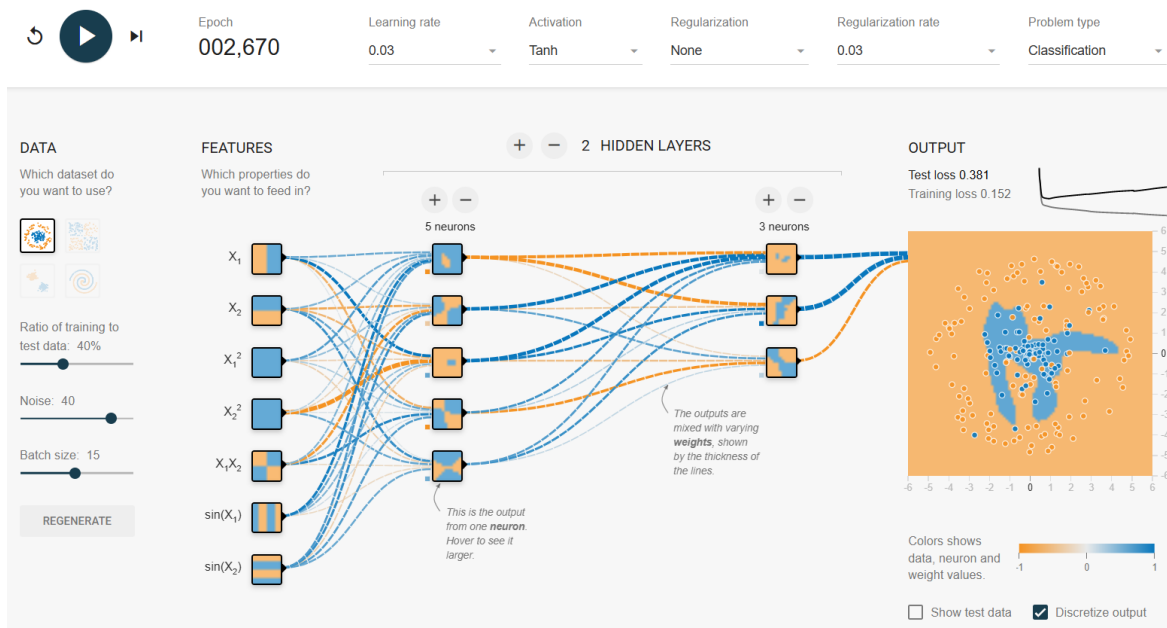 Epoch
002,670
Learning rate
0.03
Activation
Tanh
Regularization
None
Regularization rate
0.03
Problem type
Classification
DATA
Which dataset do
you want to use?
Ratio of training to
test data: 40%
Noise: 40
Batch size: 15
REGENERATE
FEATURES
Which properties do
you want to feed in?
X₁
X₂
X₁²
X₂²
X₁X₂
sin(X₁)
sin(X₂)
+ − 2 HIDDEN LAYERS
+ −
5 neurons
+ −
3 neurons
This is the output
from one neuron.
Hover to see it
larger.
The outputs are
mixed with varying
weights, shown
by the thickness of
the lines.
OUTPUT
Test loss 0.381
Training loss 0.152
6
5
4
3
2
1
0
-1
-2
-3
-4
-5
-6
-6 -5 -4 -3 -2 -1 0 1 2 3 4 5 6
Colors shows
data, neuron and
weight values.
-1 0 1
Show test data
Discretize output